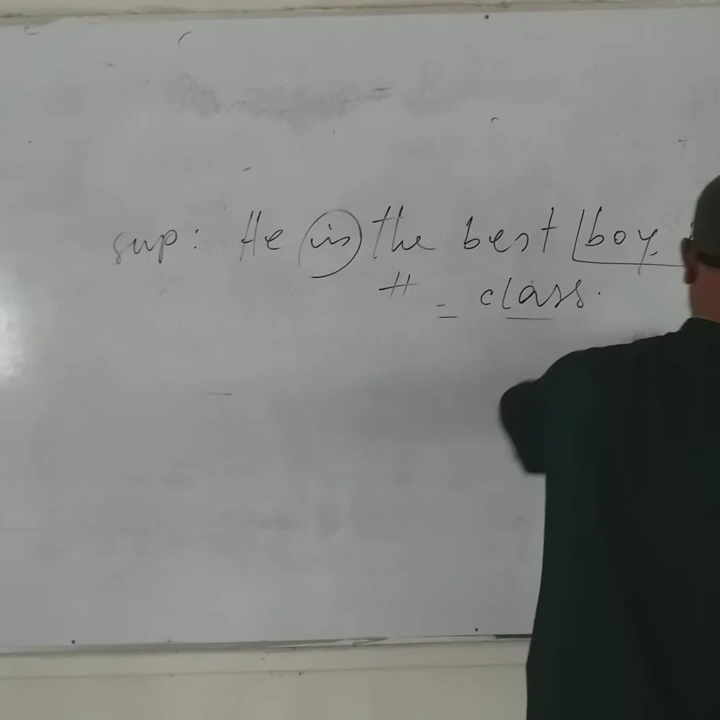 sup: He is the best boy.
# = class.